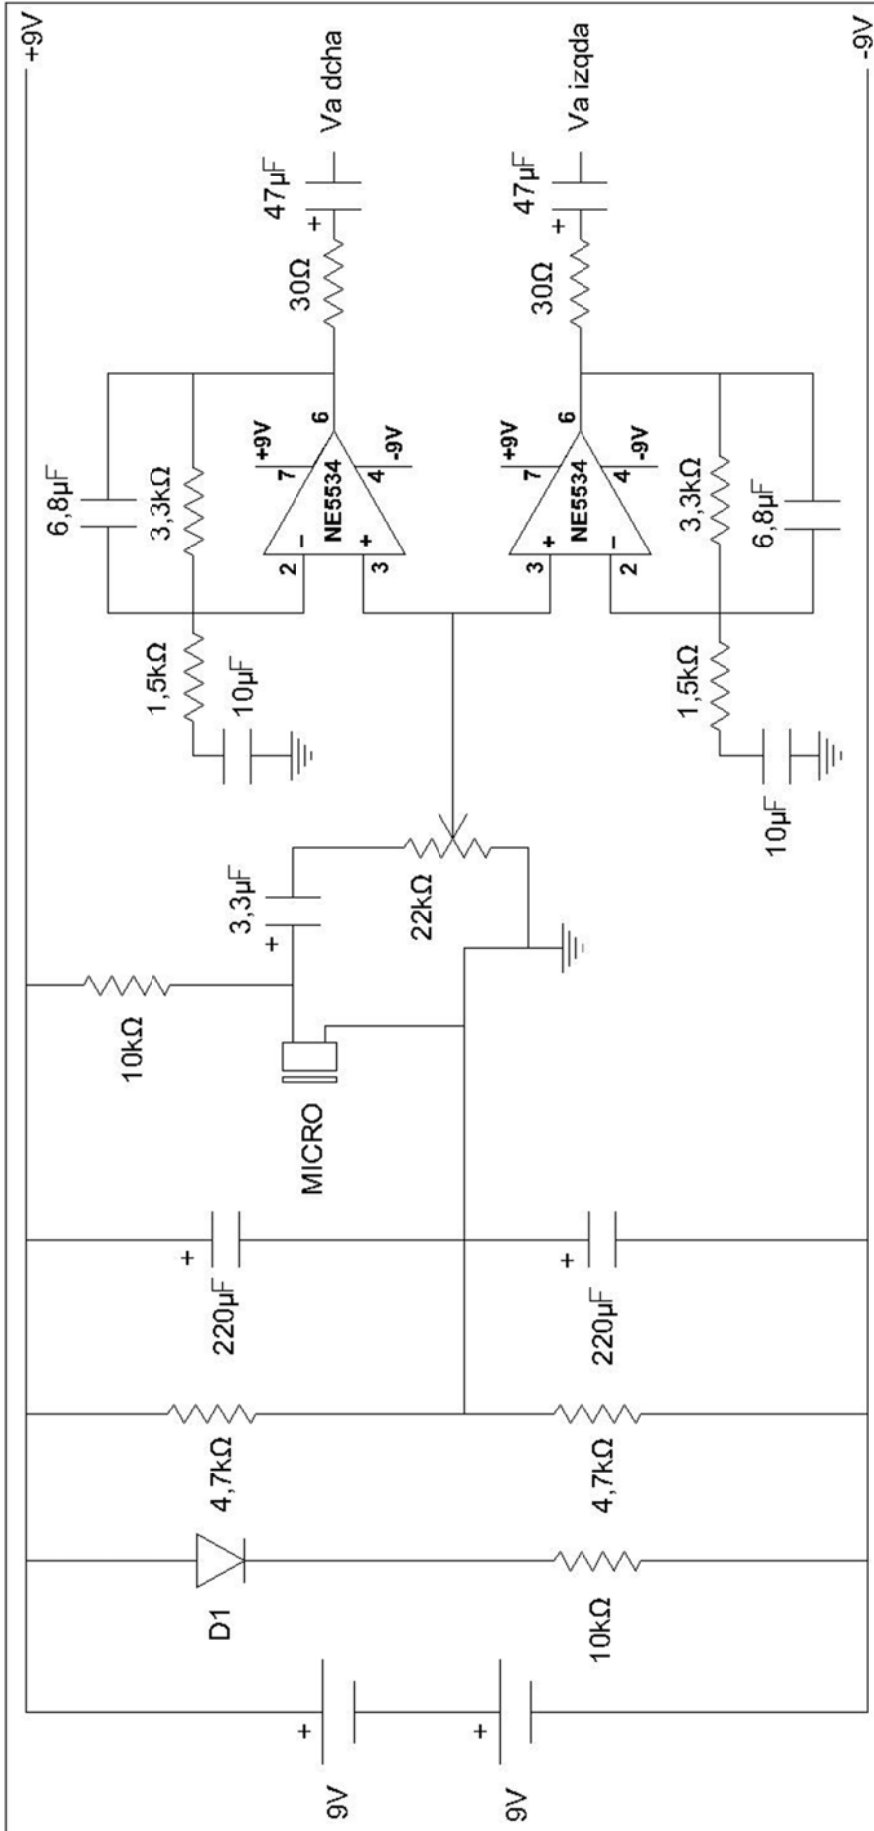 +9V
-9V
9V
+
9V
+
D1
10kΩ
4,7kΩ
4,7kΩ
220µF
+
220µF
+
MICRO
10kΩ
3,3µF
+
22kΩ
10µF
1,5kΩ
6,8µF
3,3kΩ
2
−
3
+
NE5534
7
+9V
4
-9V
6
30Ω
47µF
+
Va dcha
3
+
2
−
NE5534
7
+9V
4
-9V
6
30Ω
47µF
+
Va izqda
10µF
1,5kΩ
3,3kΩ
6,8µF